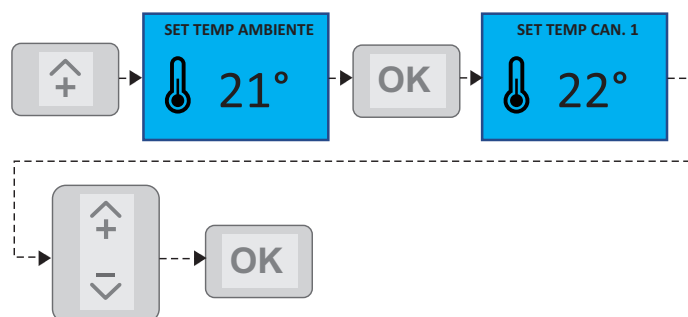 SET TEMP AMBIENTE
21°
OK
SET TEMP CAN. 1
22°
+
+
−
OK